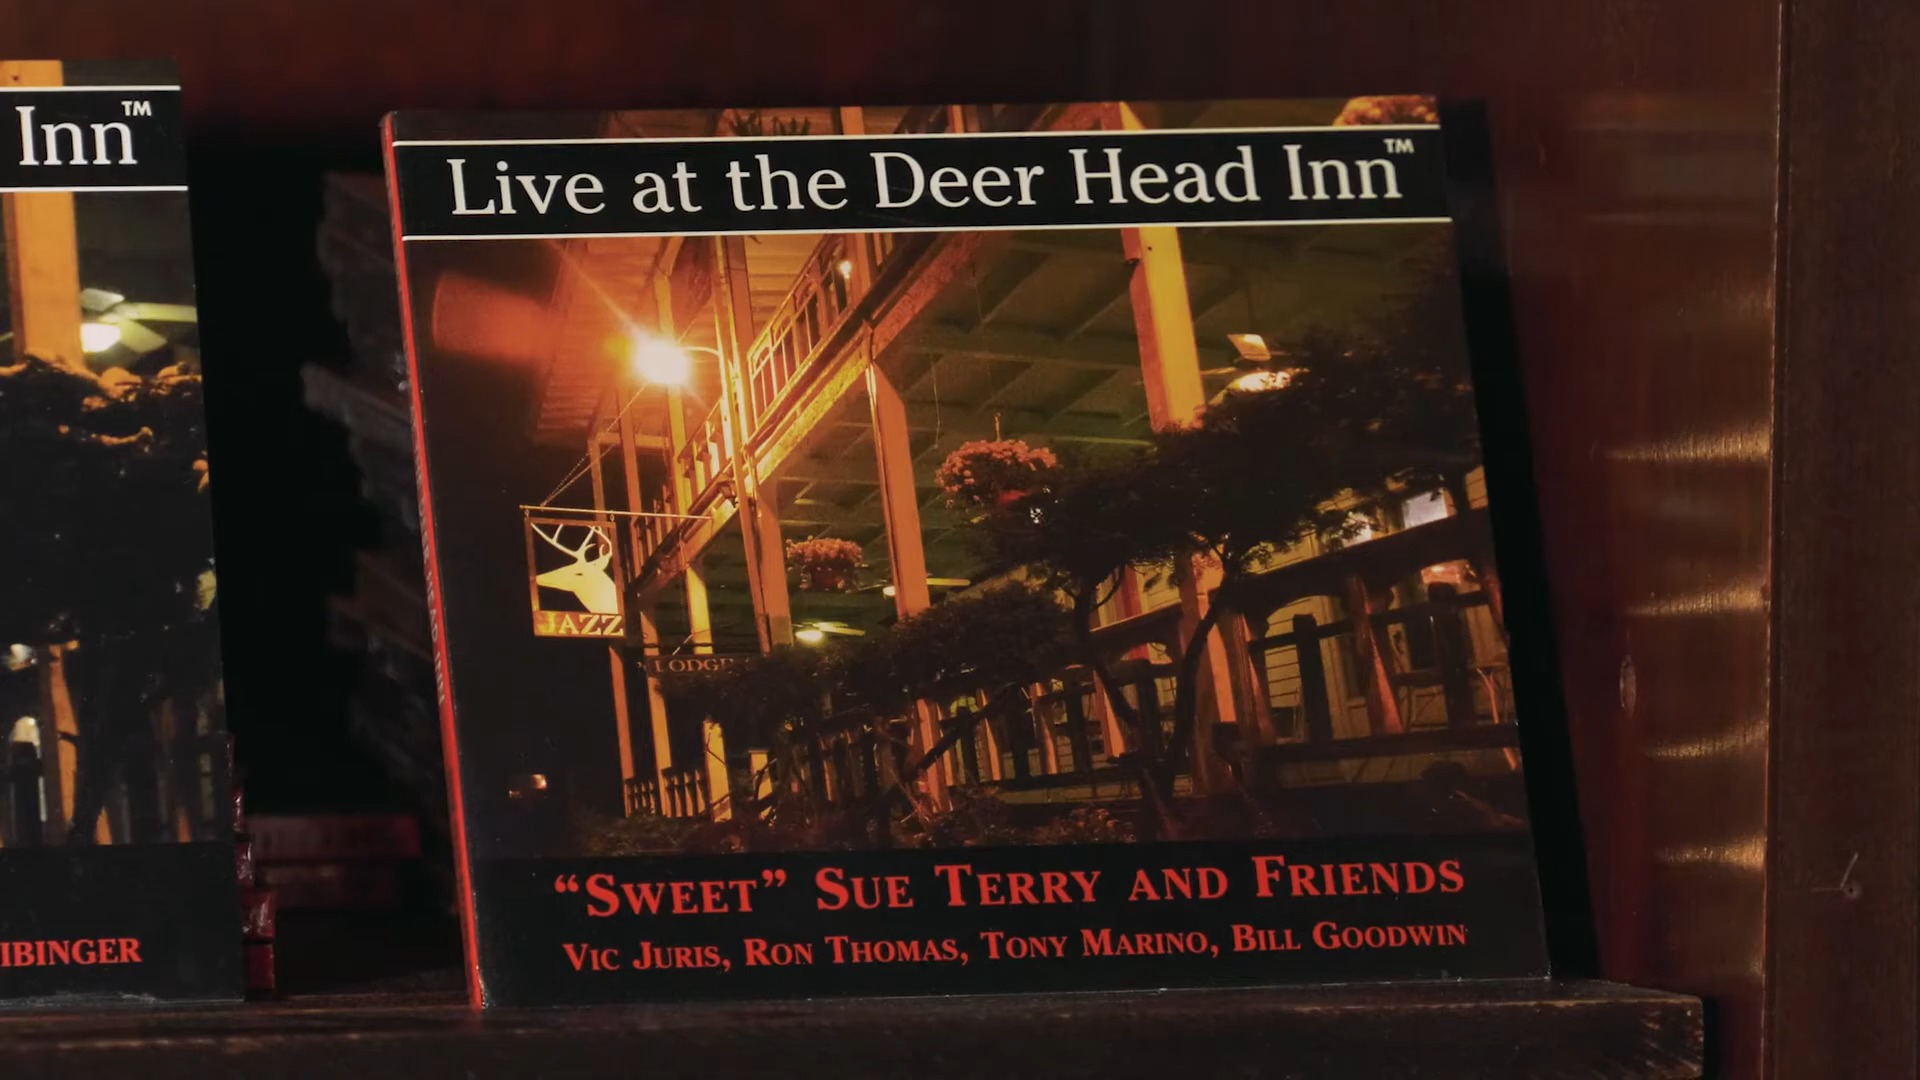 Inn™
IBINGER
Live at the Deer Head Inn™
JAZZ
LODGE
"SWEET" SUE TERRY AND FRIENDS
VIC JURIS, RON THOMAS, TONY MARINO, BILL GOODWIN